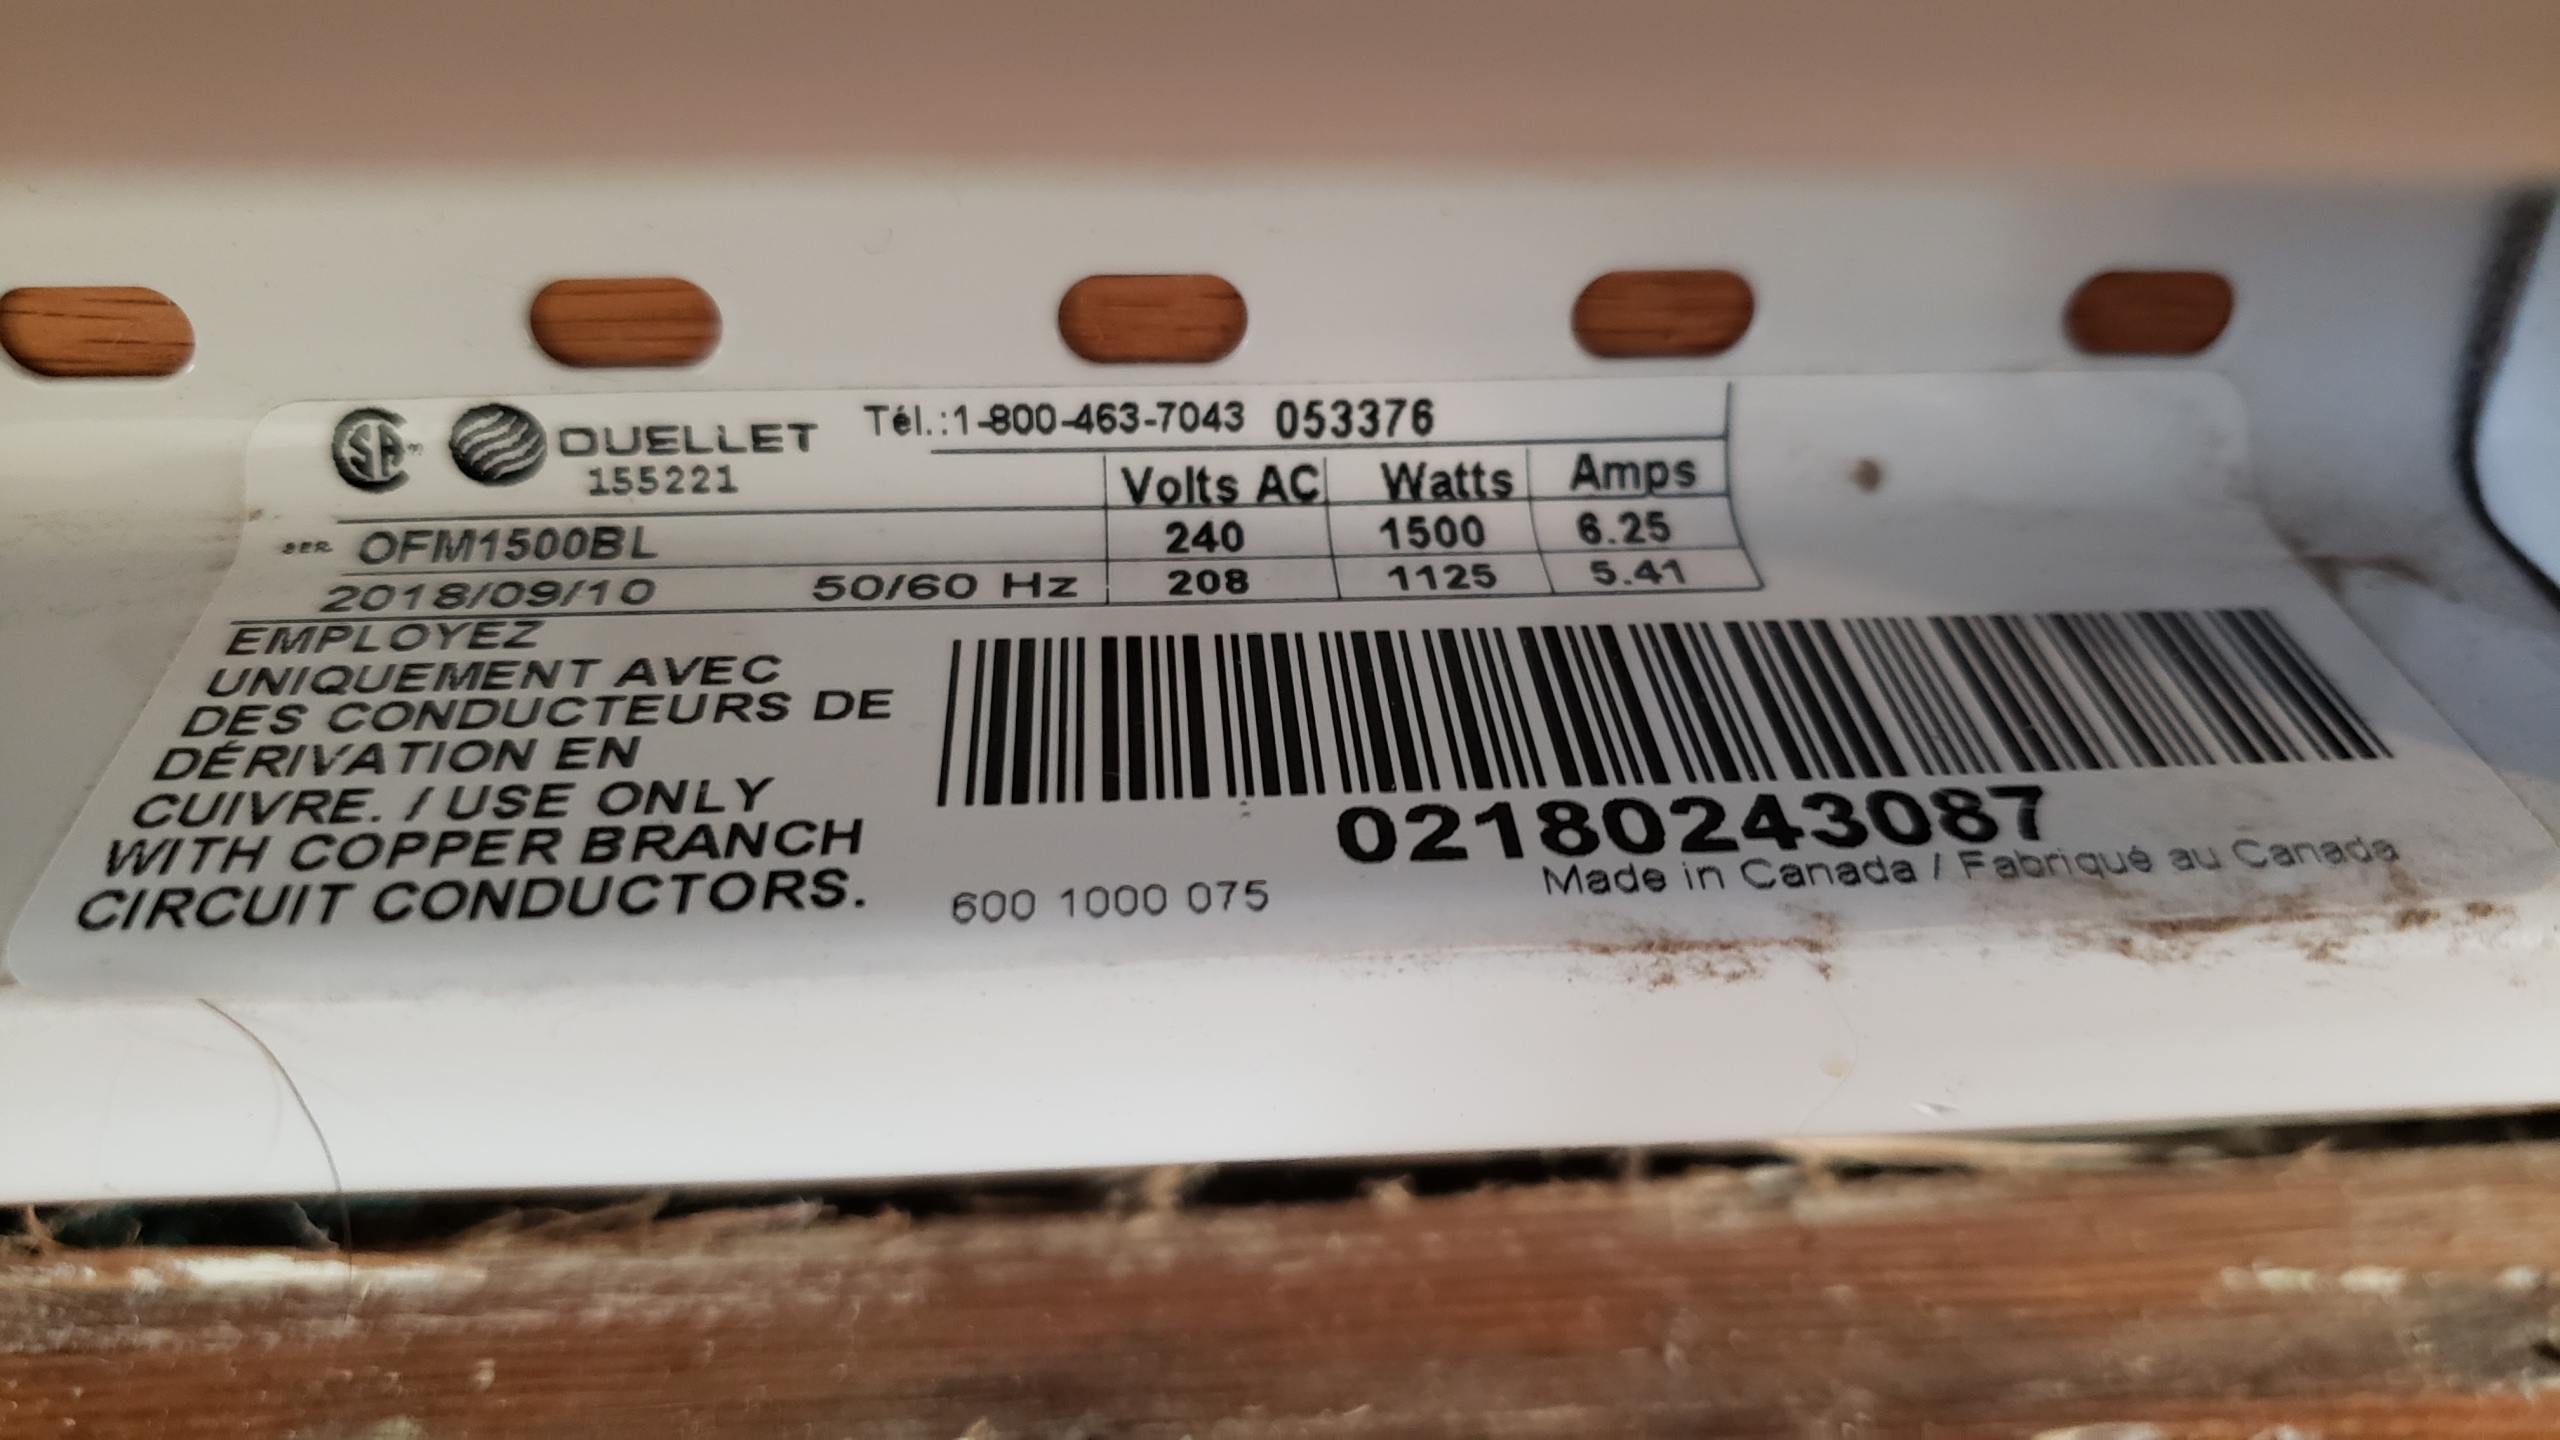 SA OUELLET Tél.:1-800-463-7043 053376
155221
Volts AC Watts Amps
SER. OFM1500BL 240 1500 6.25
2018/09/10 50/60 Hz 208 1125 5.41
EMPLOYEZ
UNIQUEMENT AVEC
DES CONDUCTEURS DE
DÉRIVATION EN
CUIVRE. / USE ONLY
WITH COPPER BRANCH
CIRCUIT CONDUCTORS.
02180243087
Made in Canada / Fabriqué au Canada
600 1000 075